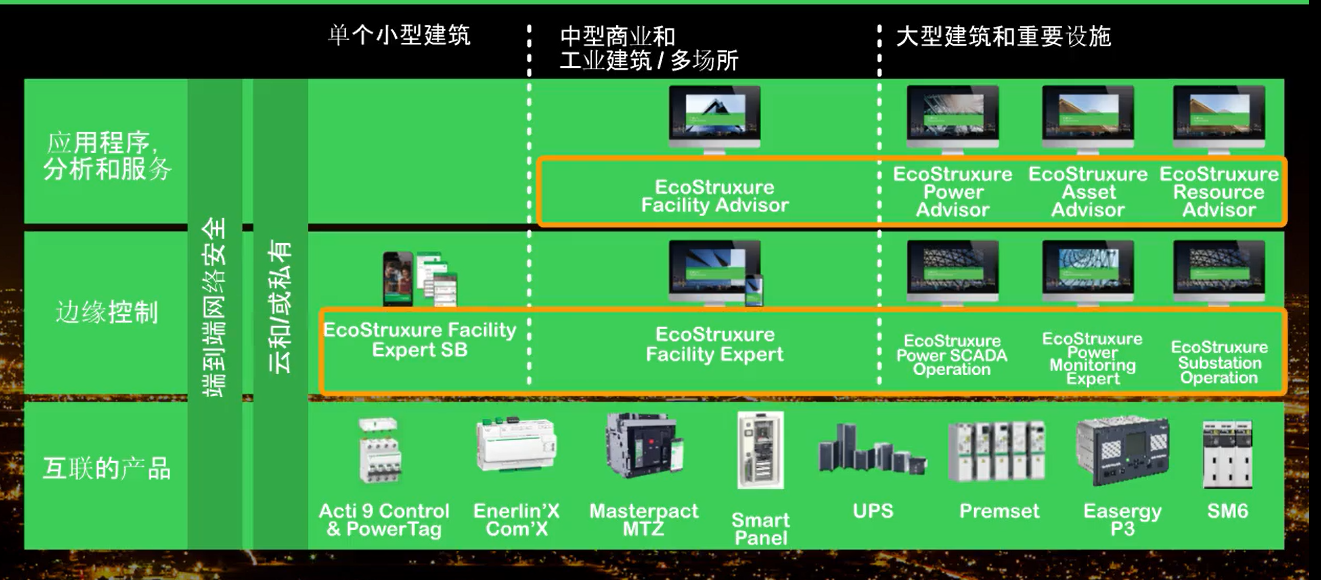 单个小型建筑
中型商业和
工业建筑 / 多场所
大型建筑和重要设施
应用程序,
分析和服务
端到端网络安全
云和/或私有
EcoStruxure
Facility Advisor
EcoStruxure
Power
Advisor
EcoStruxure
Asset
Advisor
EcoStruxure
Resource
Advisor
边缘控制
EcoStruxure Facility
Expert SB
EcoStruxure
Facility Expert
EcoStruxure
Power SCADA
Operation
EcoStruxure
Power
Monitoring
Expert
EcoStruxure
Substation
Operation
互联的产品
Acti 9 Control
& PowerTag
Enerlin'X
Com'X
Masterpact
MTZ
Smart
Panel
UPS
Premset
Easergy
P3
SM6